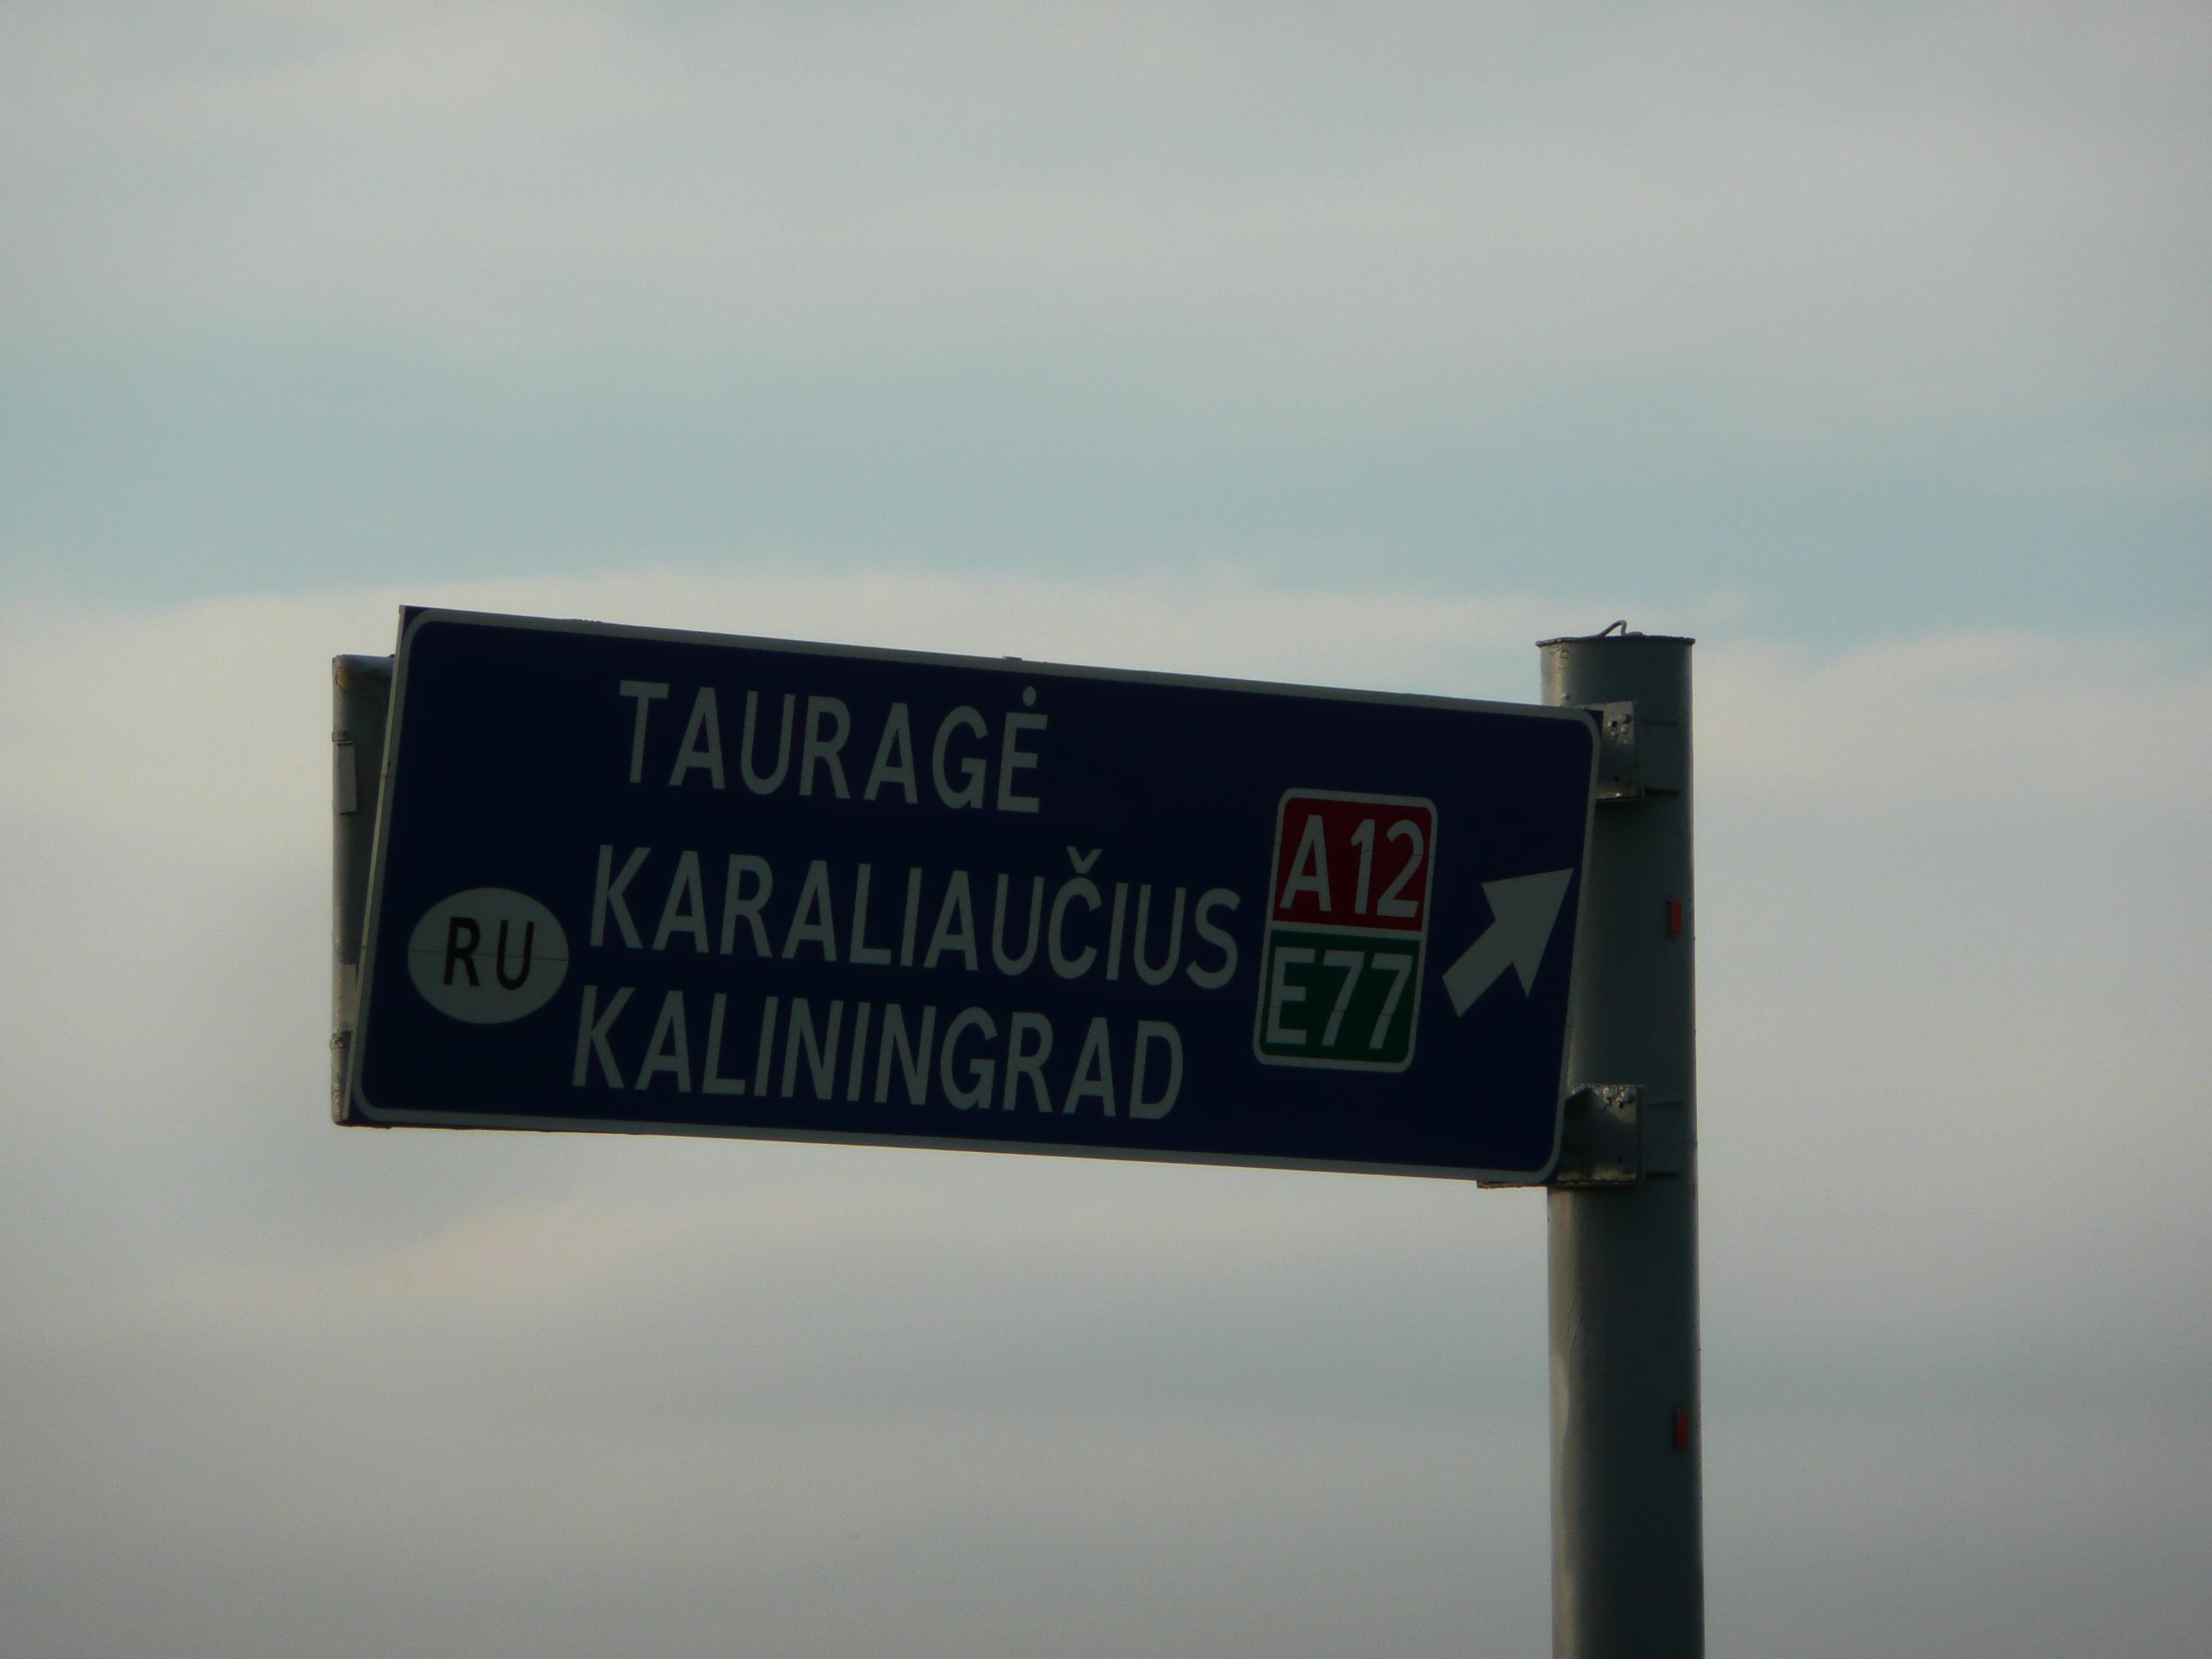 TAURAGĖ
RU KARALIAUČIUS
KALININGRAD
A12
E77